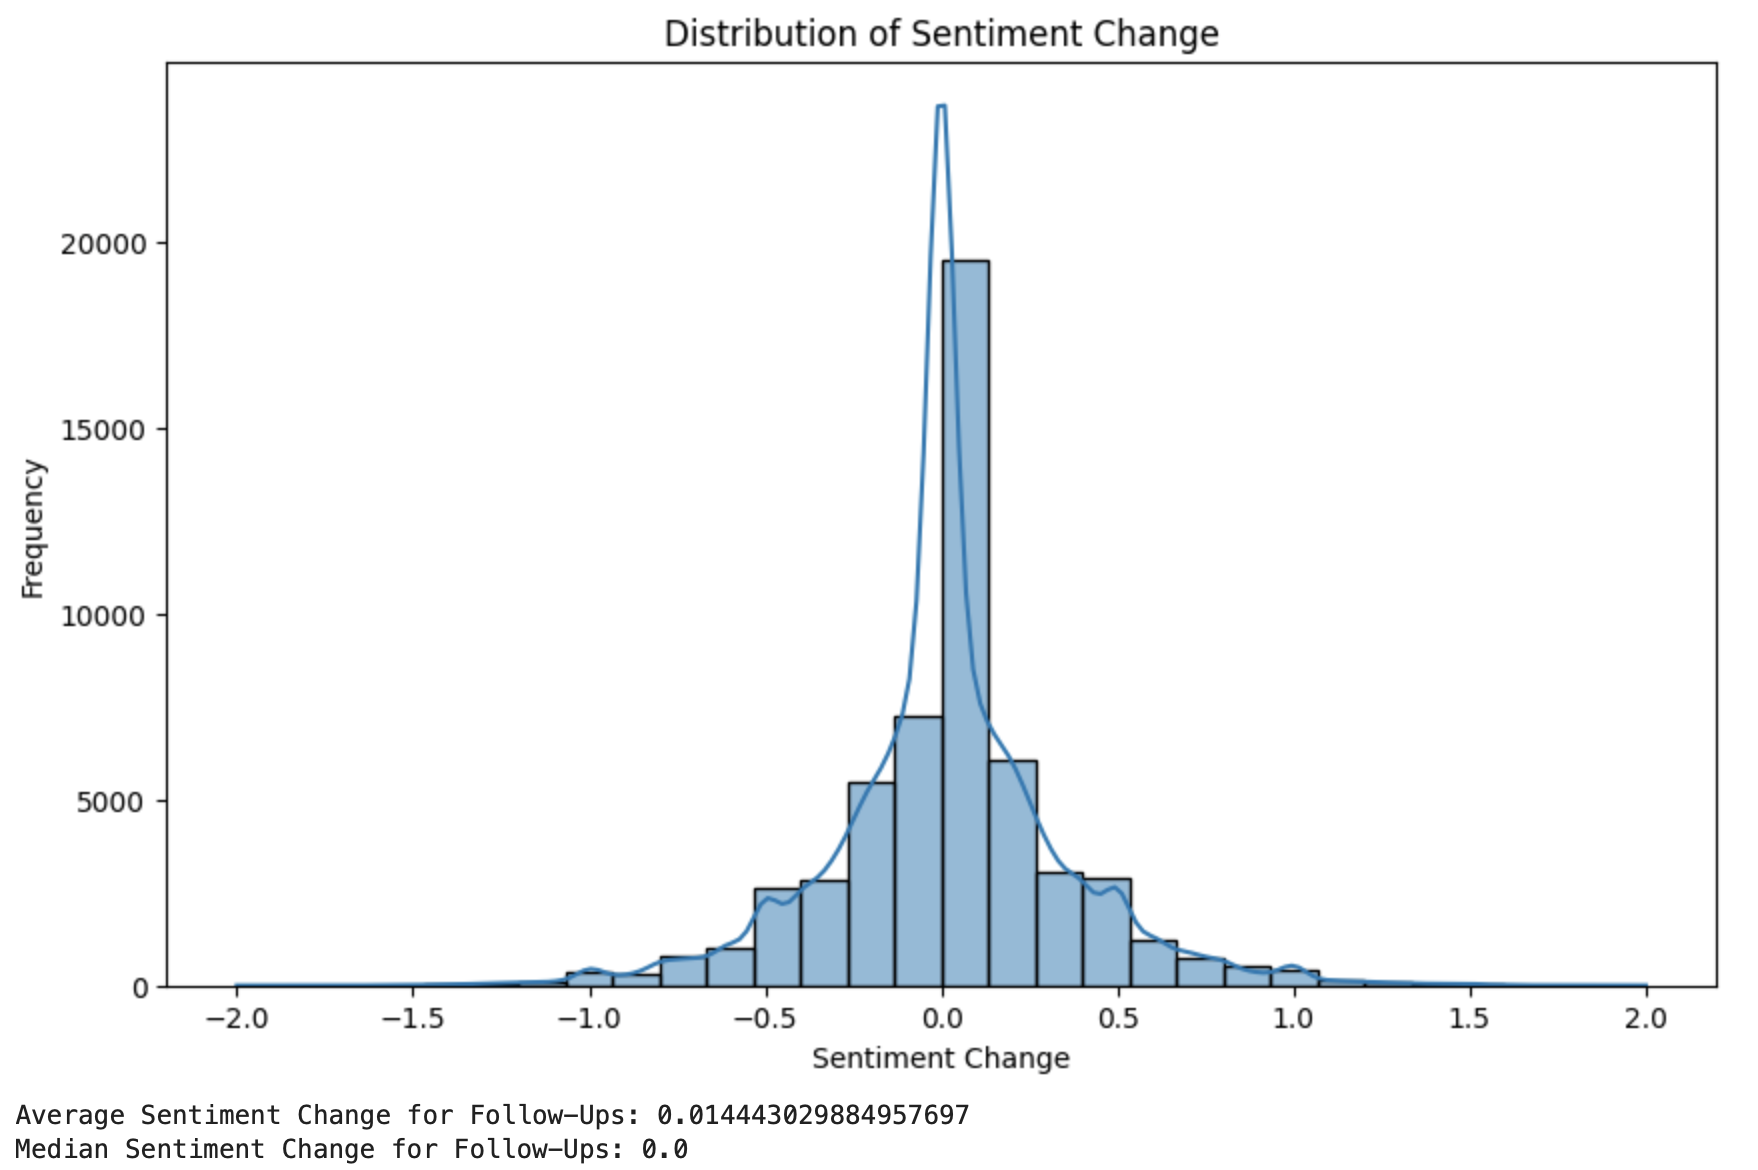 Distribution of Sentiment Change
Frequency
20000
15000
10000
5000
0
−2.0 −1.5 −1.0 −0.5 0.0 0.5 1.0 1.5 2.0
Sentiment Change
Average Sentiment Change for Follow-Ups: 0.014443029884957697
Median Sentiment Change for Follow-Ups: 0.0